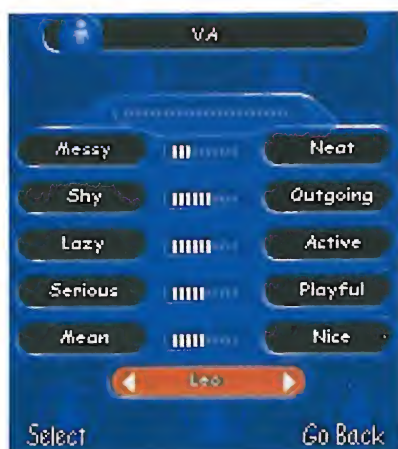 VA
Messy Neat
Shy Outgoing
Lazy Active
Serious Playful
Mean Nice
Leo
Select Go Back